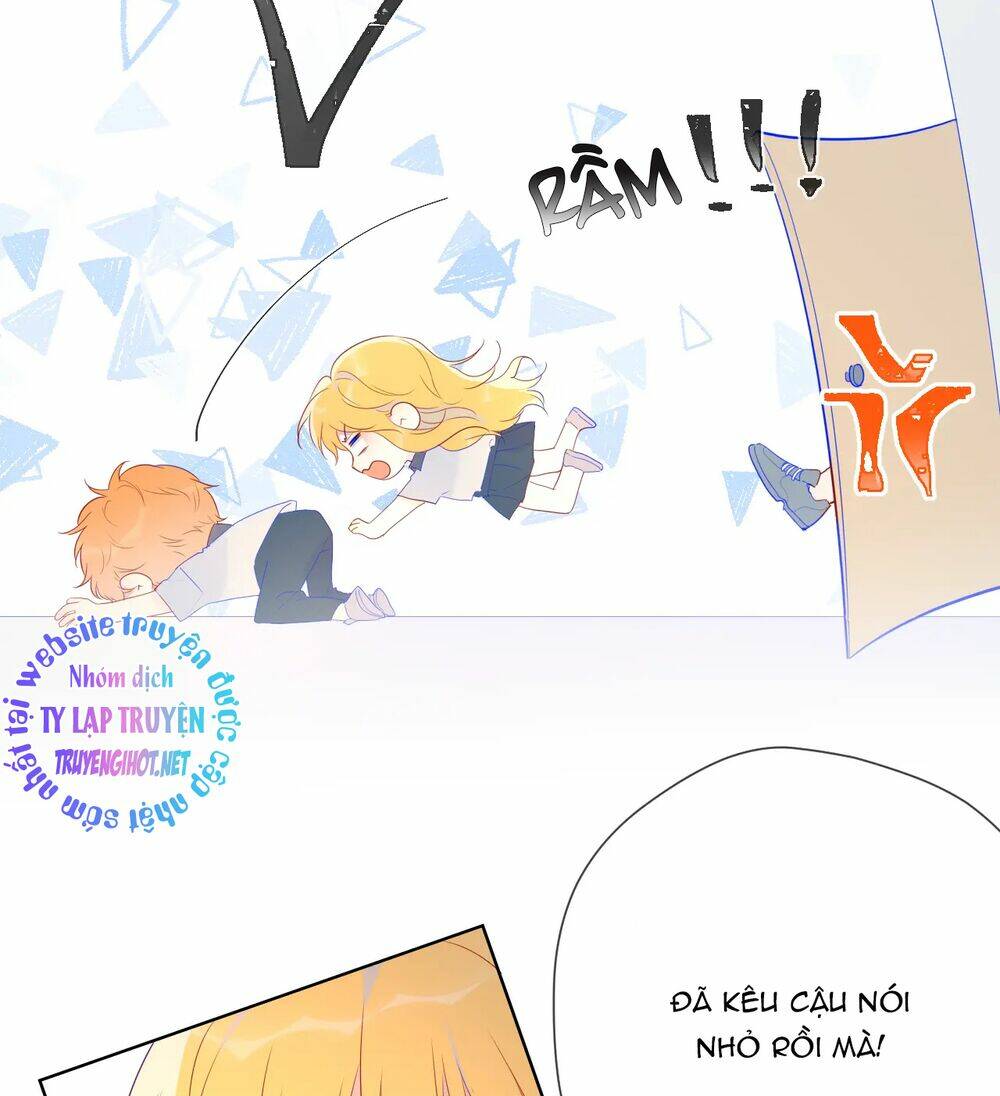 RẦM!!!
Nhóm dịch
TY LẠP TRUYỆN
TRUYENGIHOT.NET
website truyện được cập nhật sớm nhất tại
ĐÃ KÊU CẬU NÓI
NHỎ RỒI MÀ!